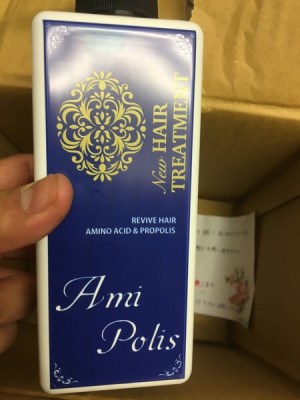 New HAIR
TREATMENT
REVIVE HAIR
AMINO ACID & PROPOLIS
Ami
Polis